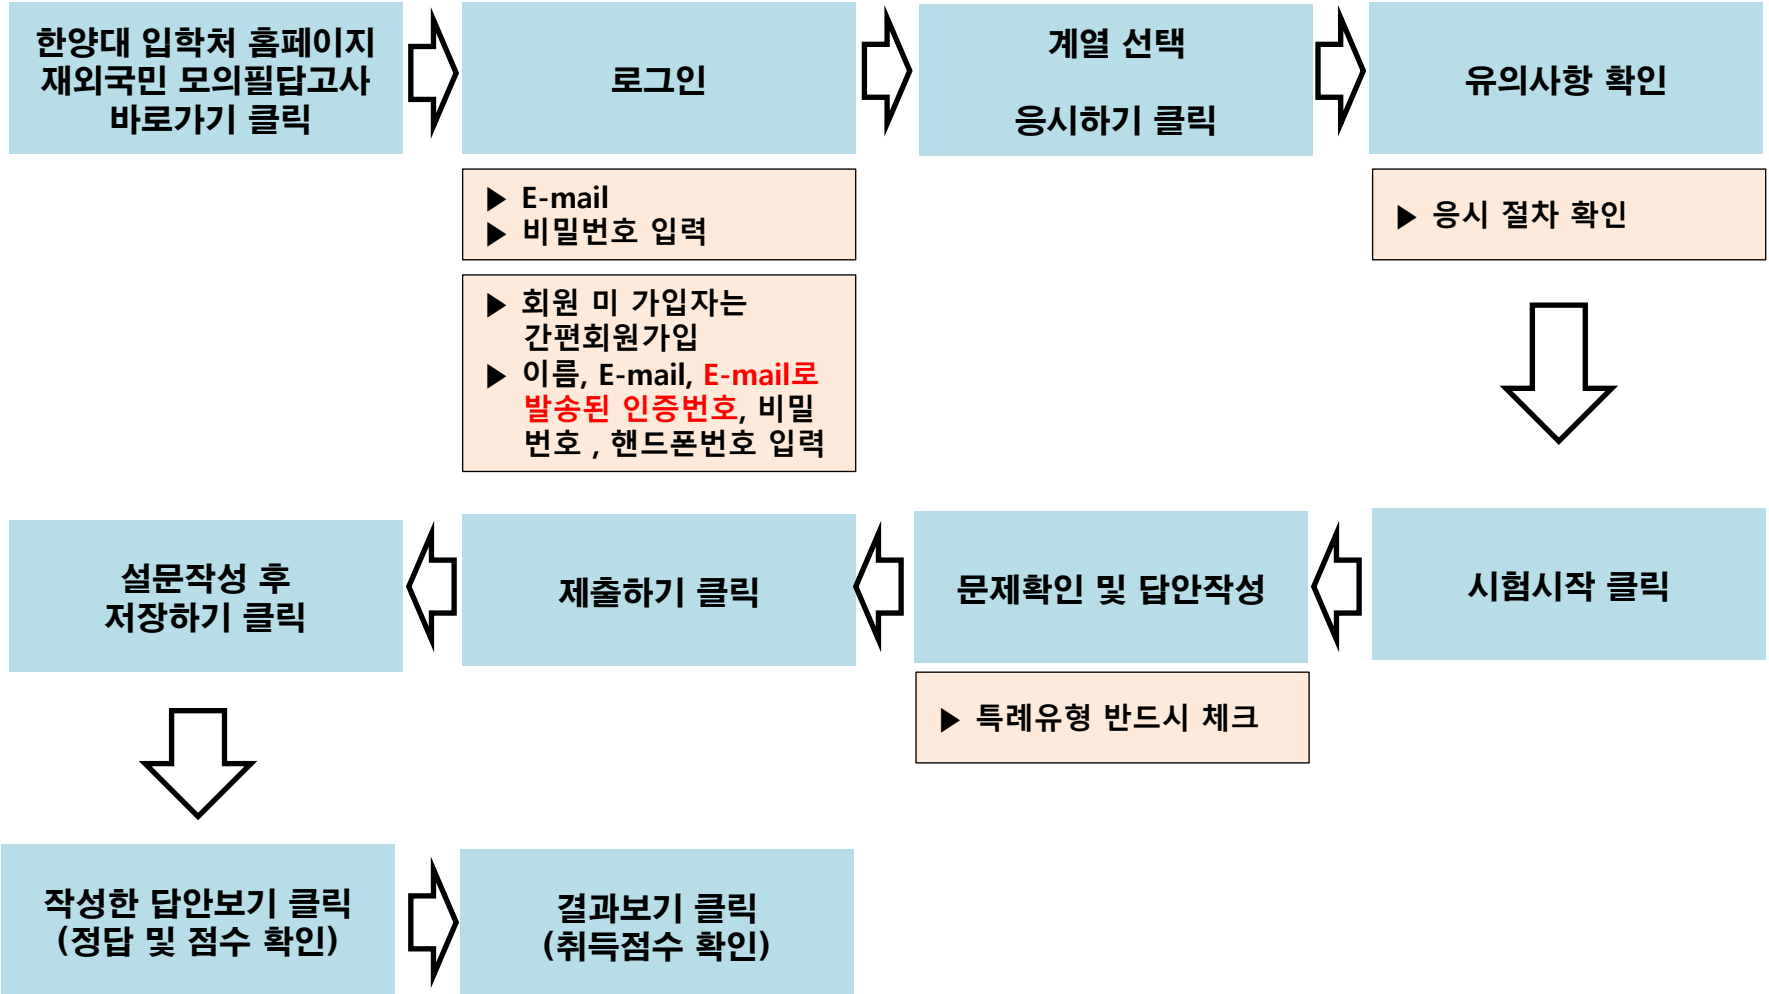 한양대 입학처 홈페이지
재외국민 모의필답고사
바로가기 클릭
로그인
▶ E-mail
▶ 비밀번호 입력
▶ 회원 미 가입자는
간편회원가입
▶ 이름, E-mail, E-mail로
발송된 인증번호, 비밀
번호 , 핸드폰번호 입력
계열 선택
응시하기 클릭
유의사항 확인
▶ 응시 절차 확인
시험시작 클릭
문제확인 및 답안작성
▶ 특례유형 반드시 체크
제출하기 클릭
설문작성 후
저장하기 클릭
작성한 답안보기 클릭
(정답 및 점수 확인)
결과보기 클릭
(취득점수 확인)